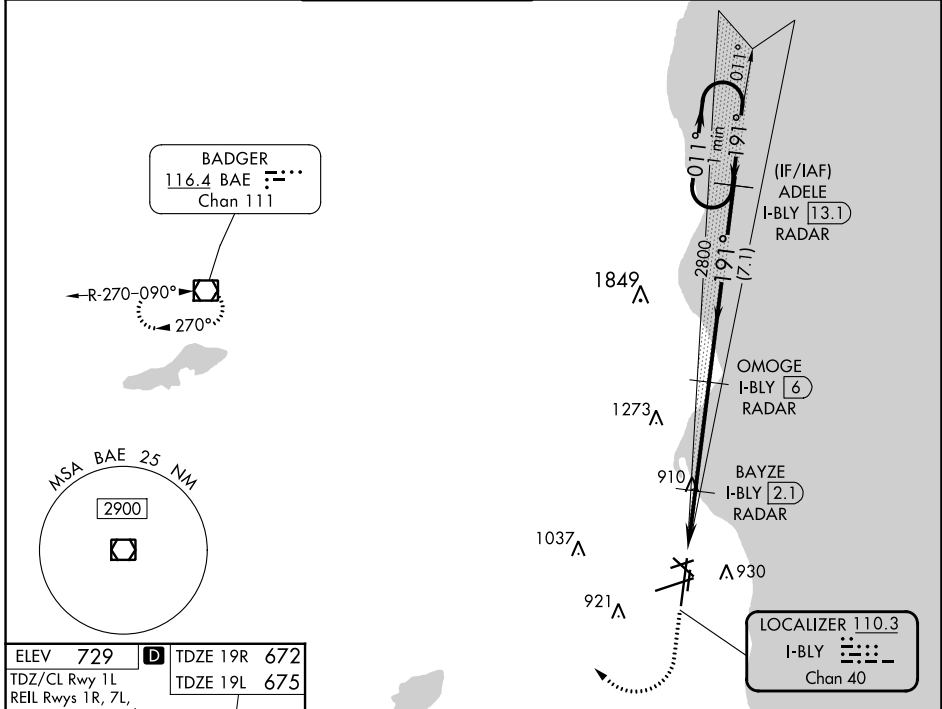 BADGER
116.4 BAE
Chan 111
R-270-090°
270°
MSA BAE 25 NM
2900
ELEV 729 D TDZE 19R 672
TDZ/CL Rwy 1L TDZE 19L 675
REIL Rwys 1R, 7L,
011°
011°
1 min
191°
(IF/IAF)
ADELE
I-BLY 13.1
RADAR
2800
191°
(7.1)
1849
OMOGE
I-BLY 6
RADAR
1273
910
BAYZE
I-BLY 2.1
RADAR
1037
930
921
LOCALIZER 110.3
I-BLY
Chan 40